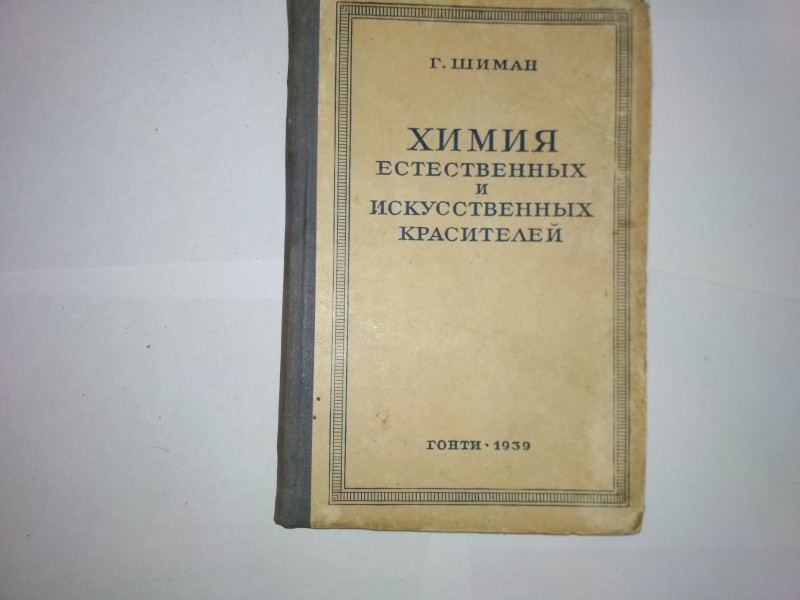 Г. ШИМАН
ХИМИЯ
ЕСТЕСТВЕННЫХ
И
ИСКУССТВЕННЫХ
КРАСИТЕЛЕЙ
ГОНТИ · 1939